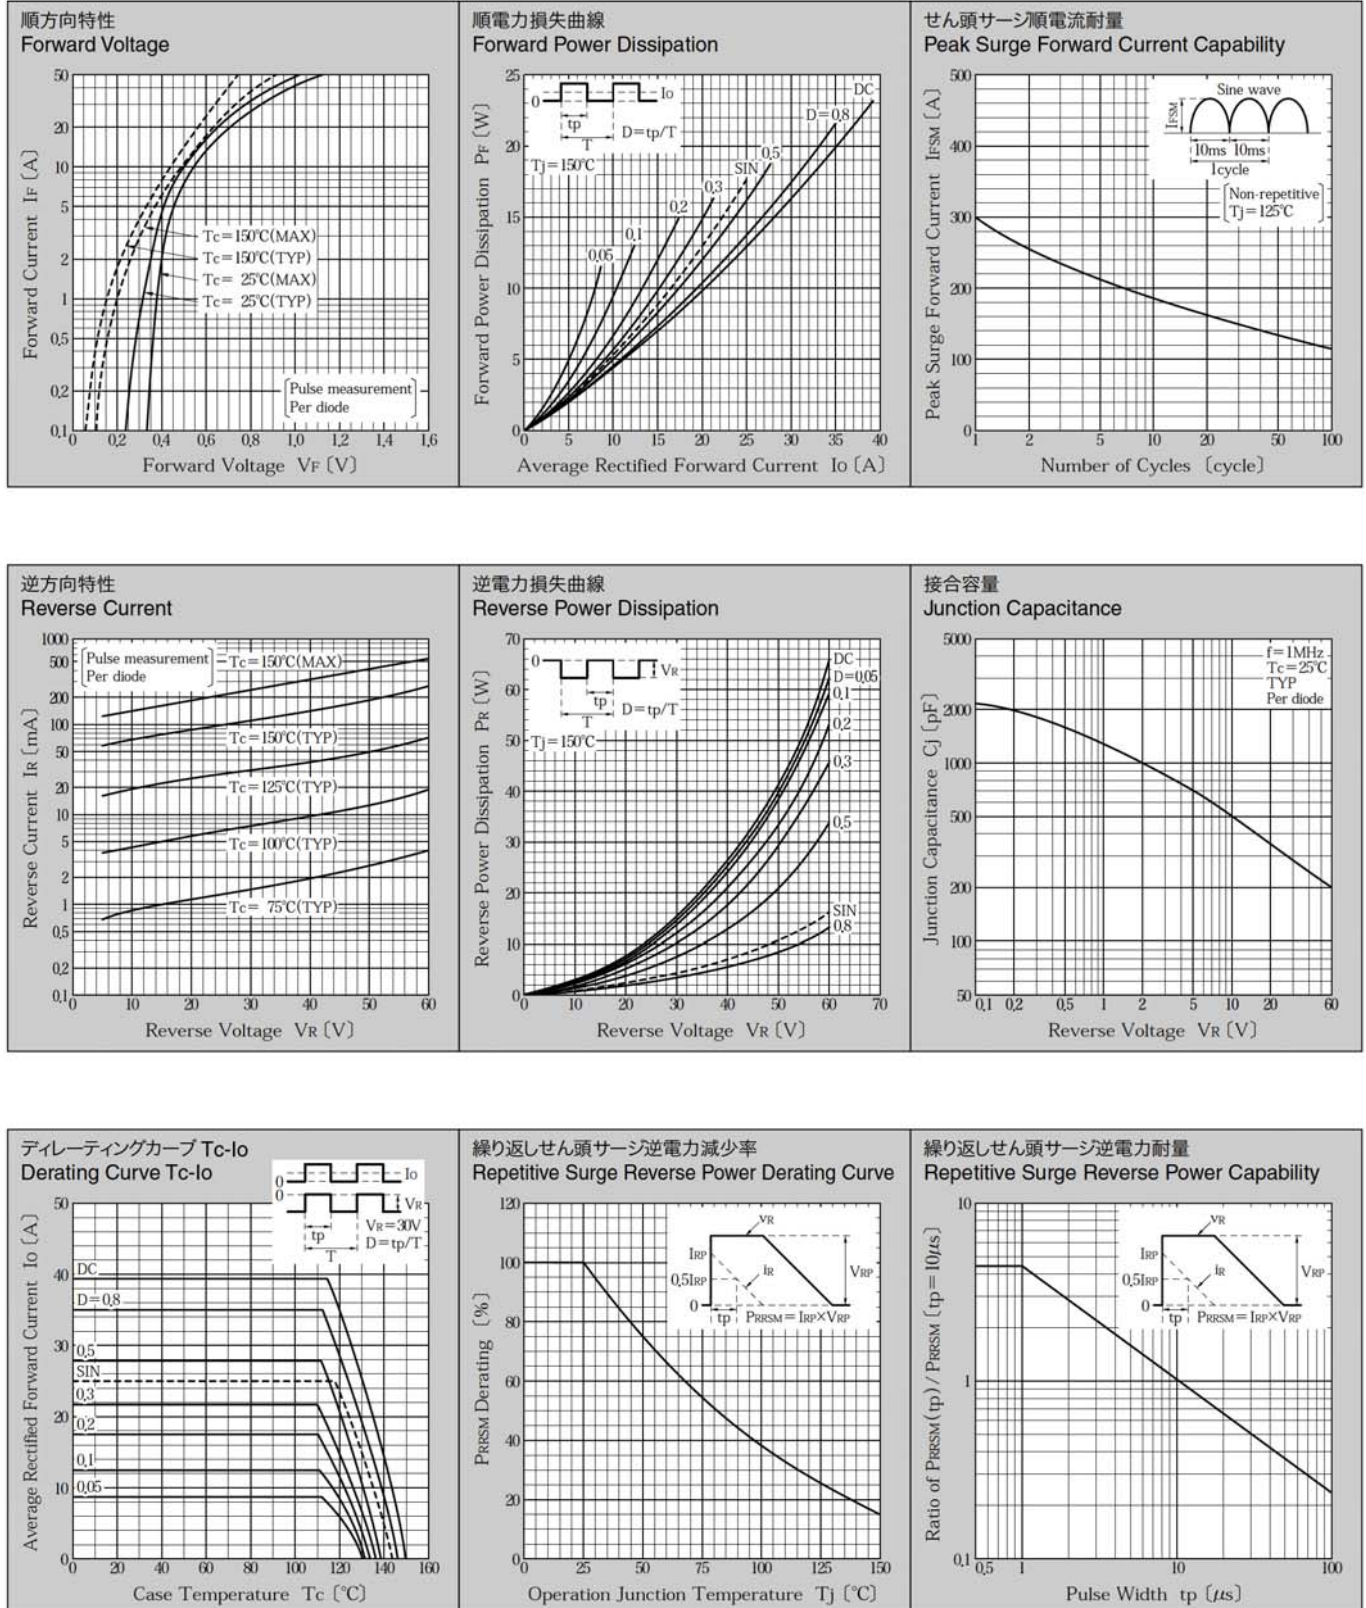 順方向特性
Forward Voltage
Forward Current IF〔A〕
50
20
10
5
2
1
0.5
0.2
0.1
Tc=150℃(MAX)
Tc=150℃(TYP)
Tc= 25℃(MAX)
Tc= 25℃(TYP)
Pulse measurement
Per diode
0 0.2 0.4 0.6 0.8 1.0 1.2 1.4 1.6
Forward Voltage VF〔V〕
順電力損失曲線
Forward Power Dissipation
Forward Power Dissipation PF〔W〕
25
20
15
10
5
0
0
Io
tp
T
D=tp/T
Tj=150℃
DC
D=0.8
0.5
SIN
0.3
0.2
0.1
0.05
0 5 10 15 20 25 30 35 40
Average Rectified Forward Current Io〔A〕
せん頭サージ順電流耐量
Peak Surge Forward Current Capability
Peak Surge Forward Current IFSM〔A〕
500
400
300
200
100
0
Sine wave
IFSM
10ms 10ms
1cycle
Non-repetitive
Tj=125℃
1 2 5 10 20 50 100
Number of Cycles〔cycle〕
逆方向特性
Reverse Current
Reverse Current IR〔mA〕
1000
500
200
100
50
20
10
5
2
1
0.5
0.2
0.1
Pulse measurement
Per diode
Tc=150℃(MAX)
Tc=150℃(TYP)
Tc=125℃(TYP)
Tc=100℃(TYP)
Tc= 75℃(TYP)
0 10 20 30 40 50 60
Reverse Voltage VR〔V〕
逆電力損失曲線
Reverse Power Dissipation
Reverse Power Dissipation PR〔W〕
70
60
50
40
30
20
10
0
0
VR
tp
T
D=tp/T
Tj=150℃
DC
D=0.05
0.1
0.2
0.3
0.5
SIN
0.8
0 10 20 30 40 50 60 70
Reverse Voltage VR〔V〕
接合容量
Junction Capacitance
Junction Capacitance Cj〔pF〕
5000
2000
1000
500
200
100
50
f=1MHz
Tc=25℃
TYP
Per diode
0.1 0.2 0.5 1 2 5 10 20 60
Reverse Voltage VR〔V〕
ディレーティングカーブ Tc-Io
Derating Curve Tc-Io
Average Rectified Forward Current Io〔A〕
50
40
30
20
10
0
0
Io
0
VR
tp
T
VR=30V
D=tp/T
DC
D=0.8
0.5
SIN
0.3
0.2
0.1
0.05
0 20 40 60 80 100 120 140 160
Case Temperature Tc〔℃〕
繰り返しせん頭サージ逆電力減少率
Repetitive Surge Reverse Power Derating Curve
PRRSM Derating〔%〕
120
100
80
60
40
20
0
VR
IRP
0.5IRP
0
iR
VRP
tp
PRRSM=IRP×VRP
0 25 50 75 100 125 150
Operation Junction Temperature Tj〔℃〕
繰り返しせん頭サージ逆電力耐量
Repetitive Surge Reverse Power Capability
Ratio of PRRSM(tp) / PRRSM〔tp=10μs〕
10
1
0.1
VR
IRP
0.5IRP
0
iR
VRP
tp
PRRSM=IRP×VRP
0.5 1 10 100
Pulse Width tp〔μs〕